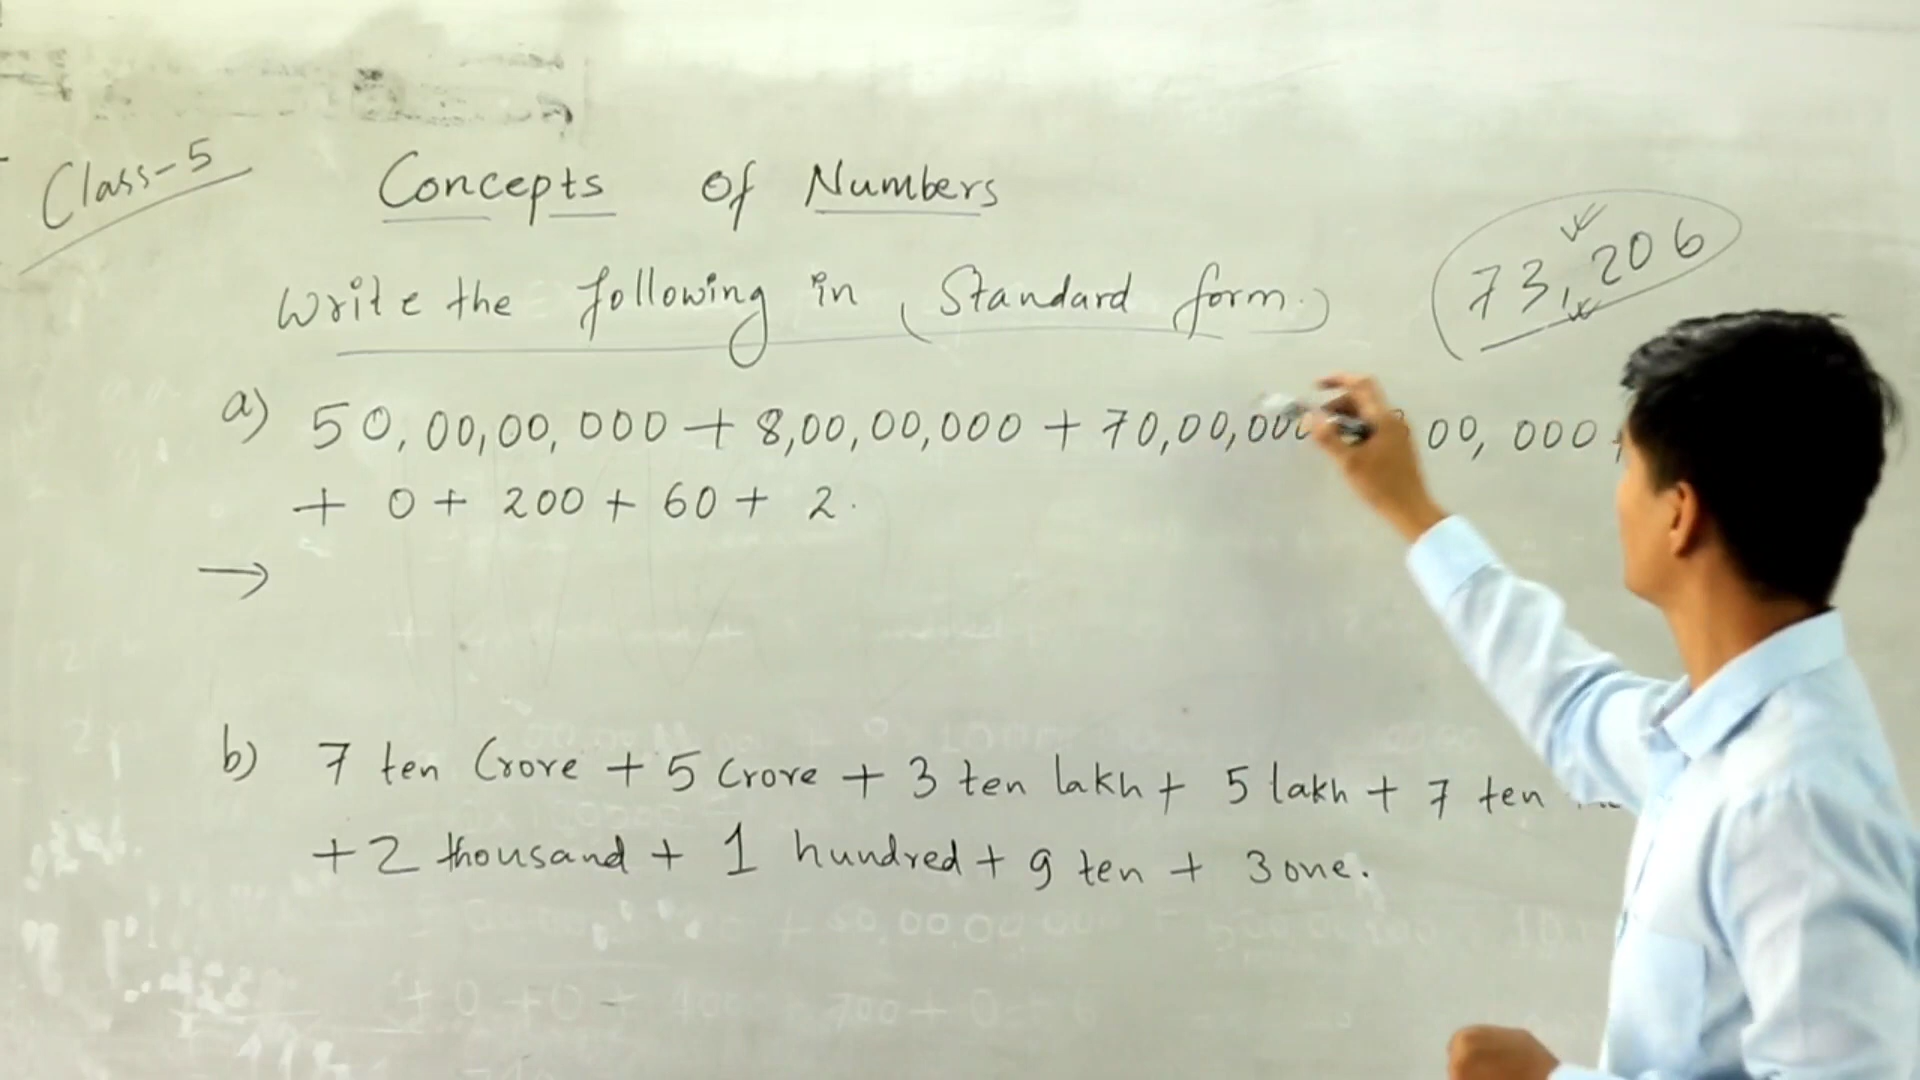 Class-5
Concepts of Numbers
Write the following in (Standard form.)
73,206
a) 50,00,00,000 + 8,00,00,000 + 70,00,000 00,000
+ 0 + 200 + 60 + 2.
→
b) 7 ten Crore + 5 Crore + 3 ten lakh + 5 lakh + 7 ten
+ 2 thousand + 1 hundred + 9 ten + 3 one.